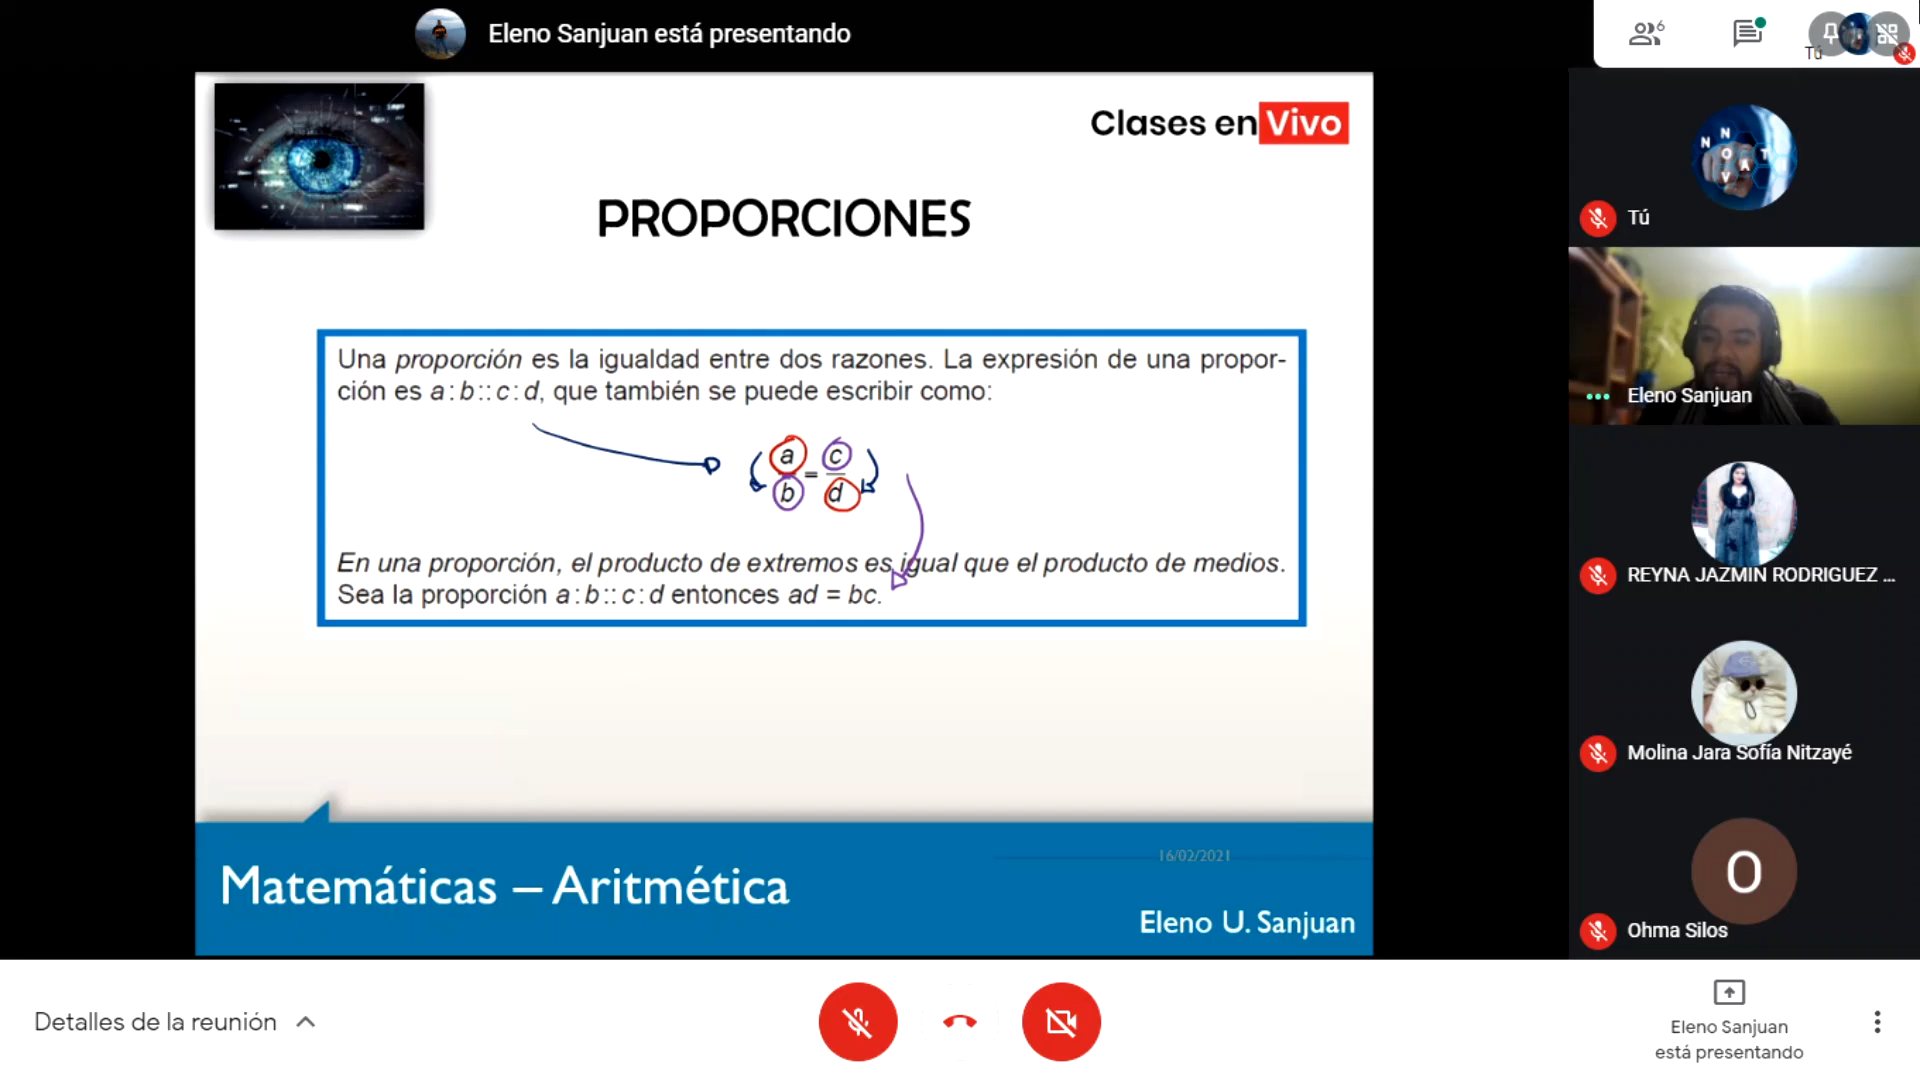 Eleno Sanjuan está presentando
6
Tú
Clases en Vivo
PROPORCIONES
Una proporción es la igualdad entre dos razones. La expresión de una propor-
ción es a : b :: c : d, que también se puede escribir como:
a/b = c/d
En una proporción, el producto de extremos es igual que el producto de medios.
Sea la proporción a : b :: c : d entonces ad = bc.
16/02/2021
Matemáticas – Aritmética
Eleno U. Sanjuan
N N O A T V
Tú
Eleno Sanjuan
REYNA JAZMIN RODRIGUEZ ...
Molina Jara Sofía Nitzayé
O
Ohma Silos
Detalles de la reunión
Eleno Sanjuan
está presentando